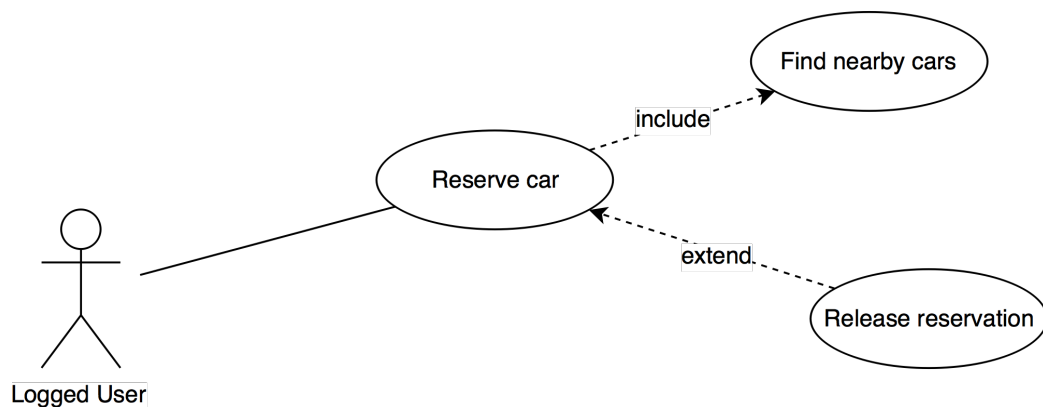 Find nearby cars
include
Reserve car
extend
Release reservation
Logged User